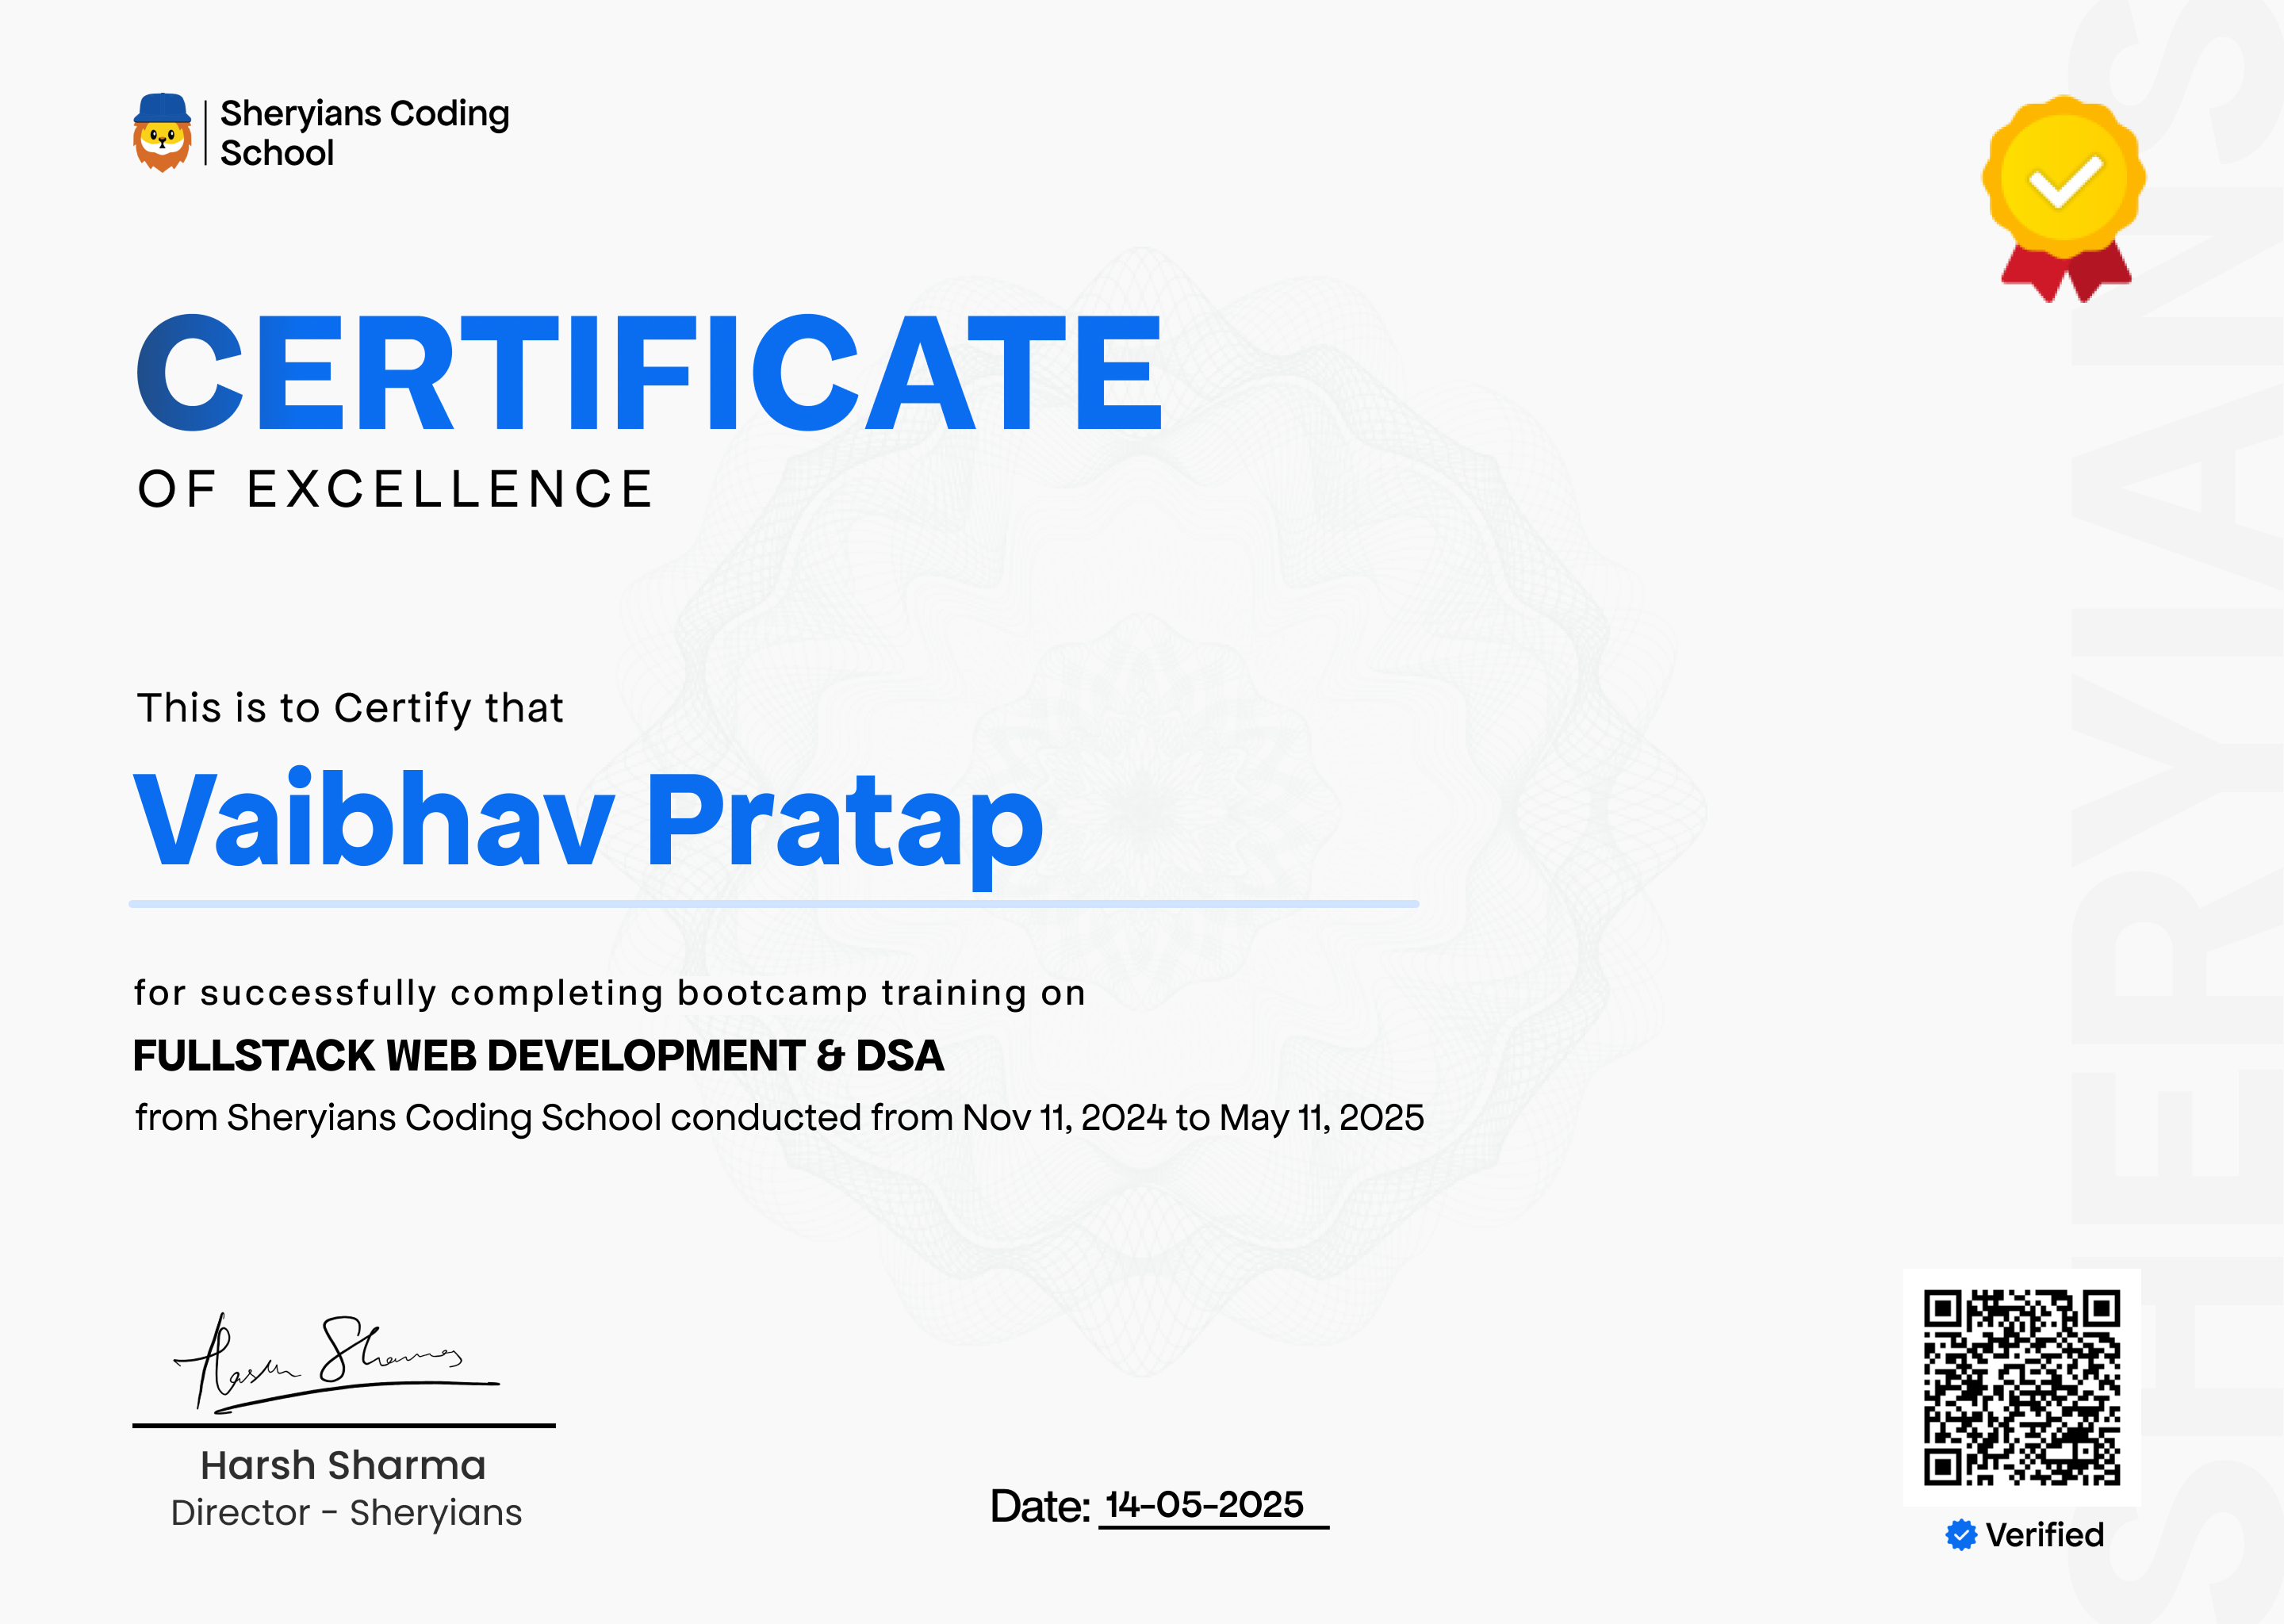 Sheryians Coding
School
CERTIFICATE
OF EXCELLENCE
This is to Certify that
Vaibhav Pratap
for successfully completing bootcamp training on
FULLSTACK WEB DEVELOPMENT & DSA
from Sheryians Coding School conducted from Nov 11, 2024 to May 11, 2025
Harsh Sharma
Harsh Sharma
Director - Sheryians
Date: 14-05-2025
Verified
SHERYIANS